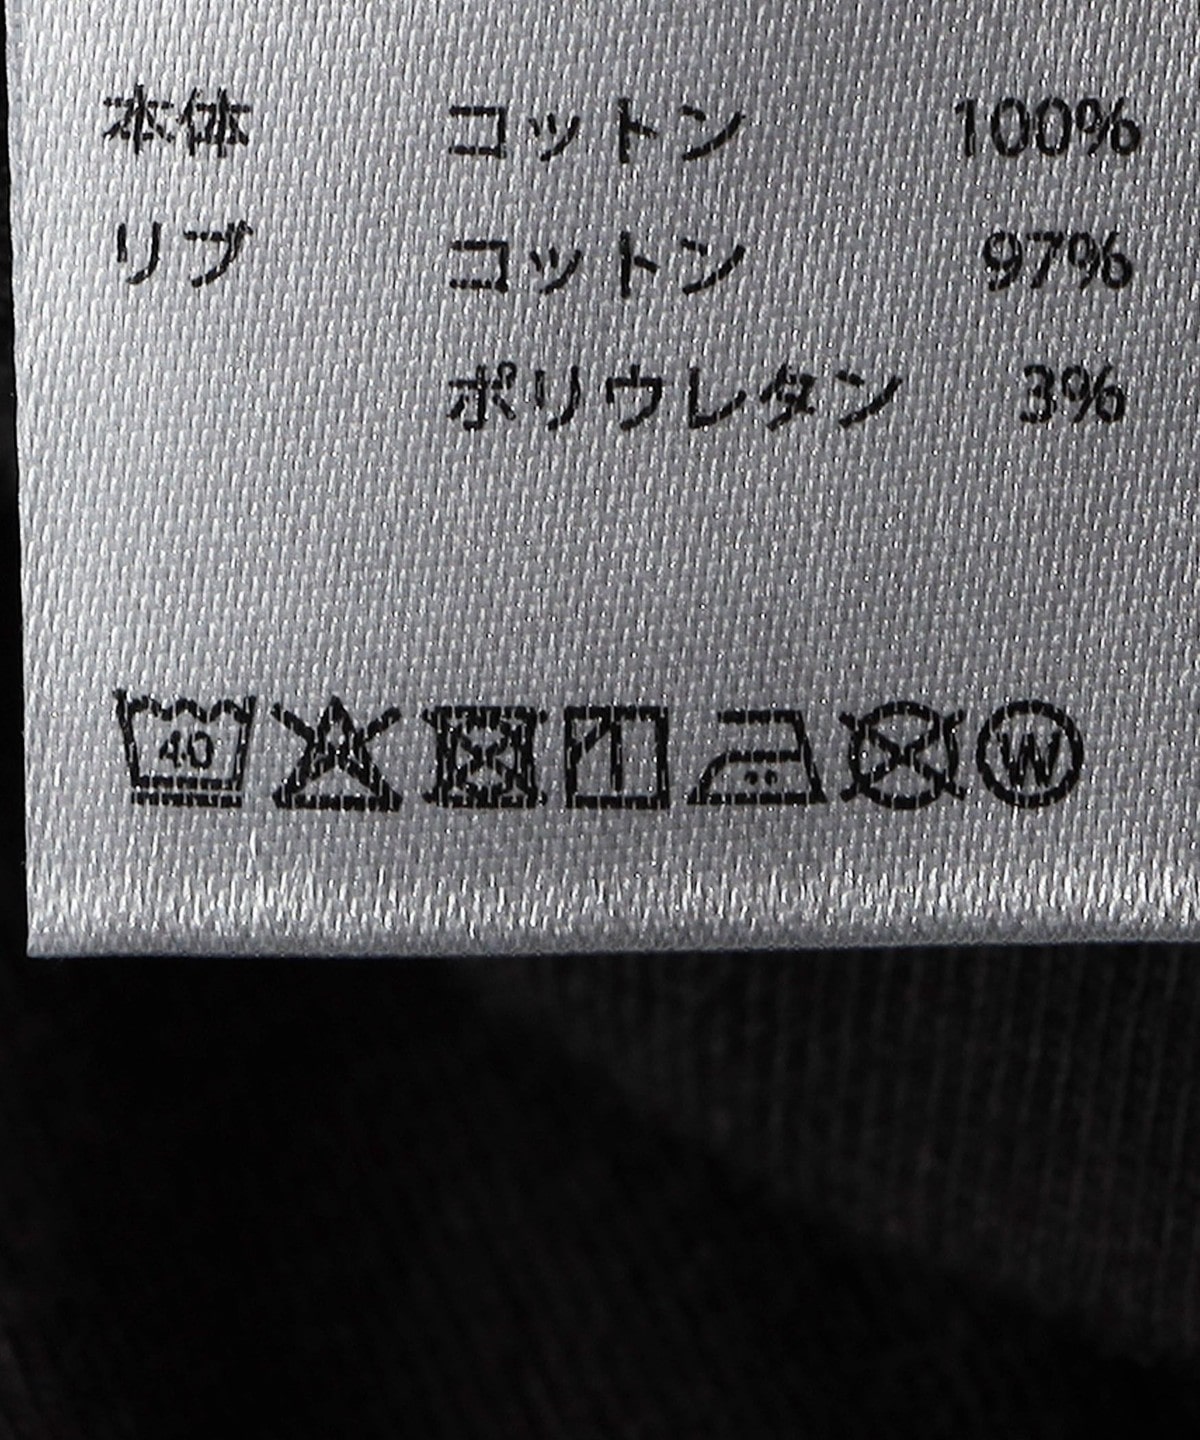 本体 コットン 100%
リブ コットン 97%
ポリウレタン 3%
40 W